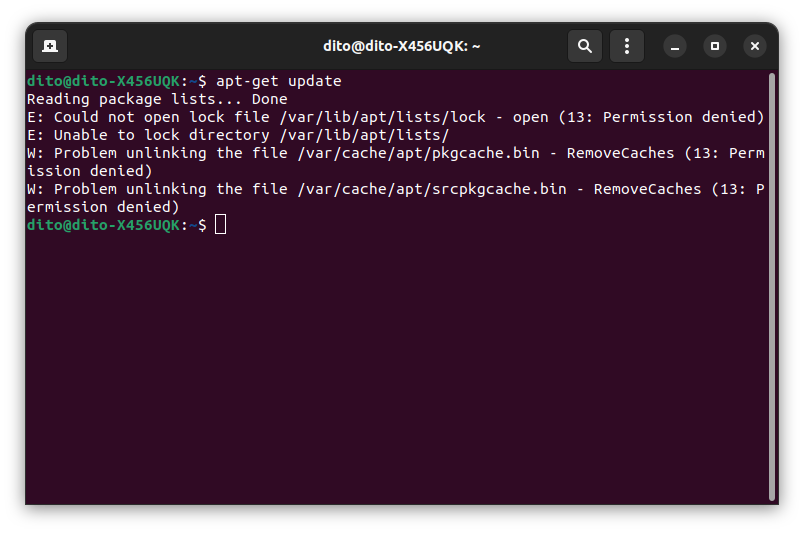 dito@dito-X456UQK: ~
dito@dito-X456UQK:~$ apt-get update
Reading package lists... Done
E: Could not open lock file /var/lib/apt/lists/lock - open (13: Permission denied)
E: Unable to lock directory /var/lib/apt/lists/
W: Problem unlinking the file /var/cache/apt/pkgcache.bin - RemoveCaches (13: Perm
ission denied)
W: Problem unlinking the file /var/cache/apt/srcpkgcache.bin - RemoveCaches (13: P
ermission denied)
dito@dito-X456UQK:~$